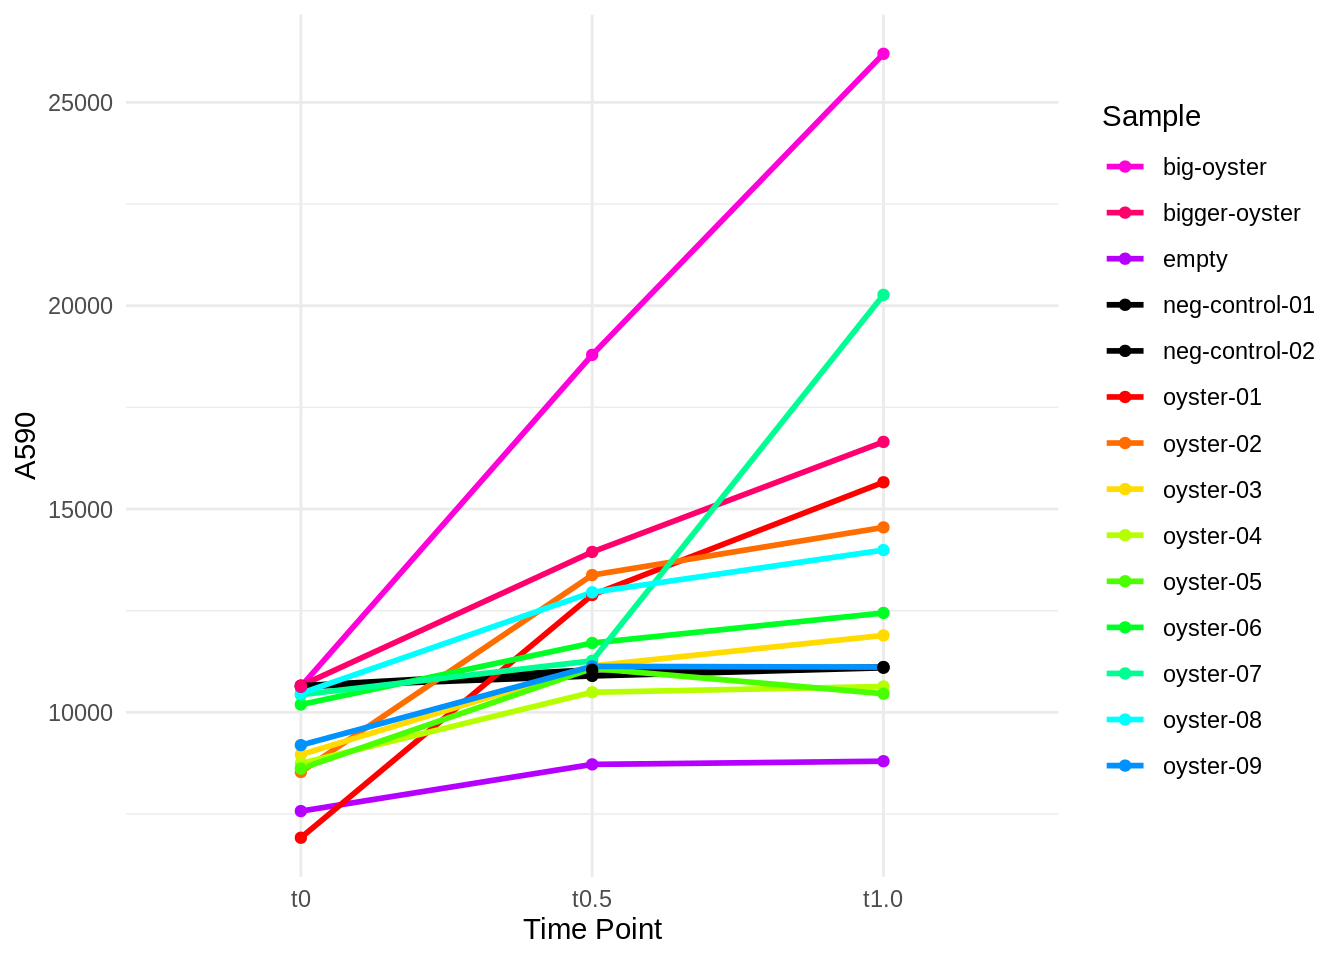 25000
20000
15000
10000
A590
t0
t0.5
t1.0
Time Point
Sample
big-oyster
bigger-oyster
empty
neg-control-01
neg-control-02
oyster-01
oyster-02
oyster-03
oyster-04
oyster-05
oyster-06
oyster-07
oyster-08
oyster-09